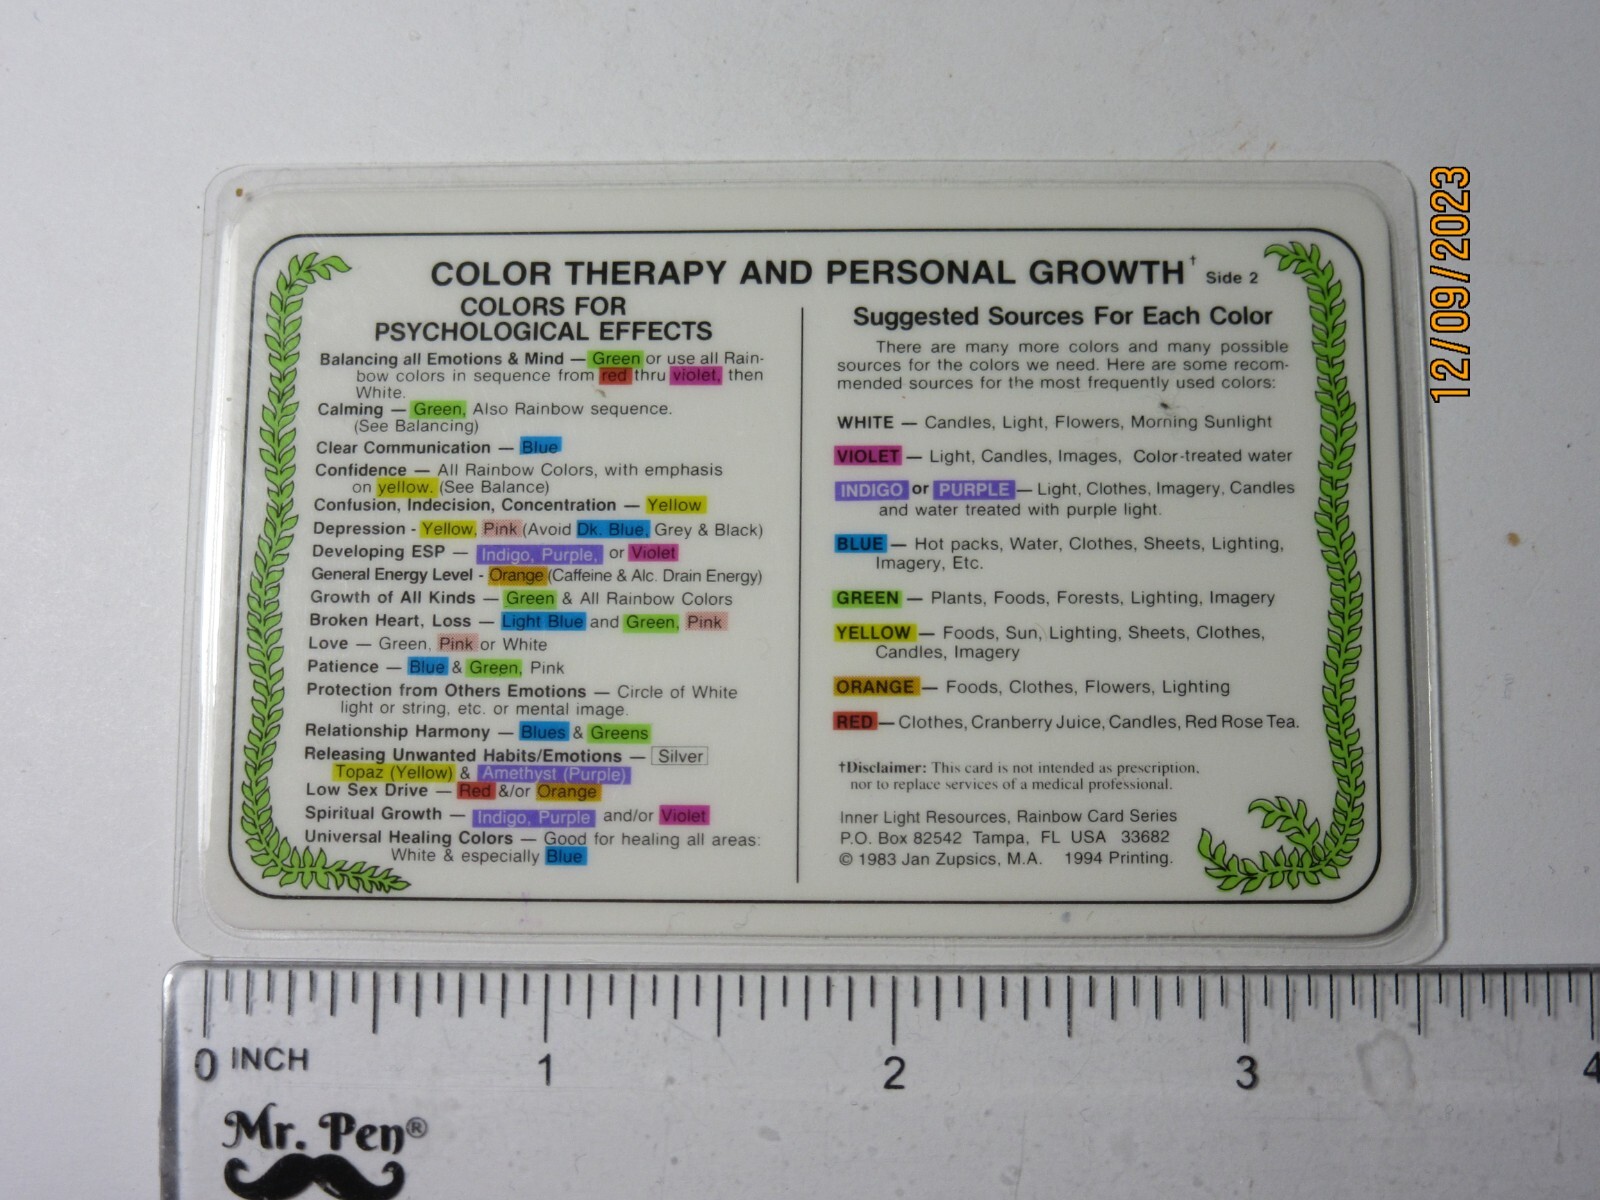 COLOR THERAPY AND PERSONAL GROWTH† Side 2
COLORS FOR
PSYCHOLOGICAL EFFECTS
Balancing all Emotions & Mind — Green or use all Rain-
bow colors in sequence from red thru violet, then
White.
Calming — Green, Also Rainbow sequence.
(See Balancing)
Clear Communication — Blue
Confidence — All Rainbow Colors, with emphasis
on yellow. (See Balance)
Confusion, Indecision, Concentration — Yellow
Depression - Yellow, Pink (Avoid Dk. Blue, Grey & Black)
Developing ESP — Indigo, Purple, or Violet
General Energy Level - Orange (Caffeine & Alc. Drain Energy)
Growth of All Kinds — Green & All Rainbow Colors
Broken Heart, Loss — Light Blue and Green, Pink
Love — Green, Pink or White
Patience — Blue & Green, Pink
Protection from Others Emotions — Circle of White
light or string, etc. or mental image.
Relationship Harmony — Blues & Greens
Releasing Unwanted Habits/Emotions — Silver
Topaz (Yellow) & Amethyst (Purple)
Low Sex Drive — Red &/or Orange
Spiritual Growth — Indigo, Purple and/or Violet
Universal Healing Colors — Good for healing all areas:
White & especially Blue
Suggested Sources For Each Color
There are many more colors and many possible
sources for the colors we need. Here are some recom-
mended sources for the most frequently used colors:
WHITE — Candles, Light, Flowers, Morning Sunlight
VIOLET — Light, Candles, Images, Color-treated water
INDIGO or PURPLE — Light, Clothes, Imagery, Candles
and water treated with purple light.
BLUE — Hot packs, Water, Clothes, Sheets, Lighting,
Imagery, Etc.
GREEN — Plants, Foods, Forests, Lighting, Imagery
YELLOW — Foods, Sun, Lighting, Sheets, Clothes,
Candles, Imagery
ORANGE — Foods, Clothes, Flowers, Lighting
RED — Clothes, Cranberry Juice, Candles, Red Rose Tea.
†Disclaimer: This card is not intended as prescription,
nor to replace services of a medical professional.
Inner Light Resources, Rainbow Card Series
P.O. Box 82542 Tampa, FL USA 33682
© 1983 Jan Zupsics, M.A. 1994 Printing.
12/09/2023
0 INCH 1 2 3 4
Mr. Pen®